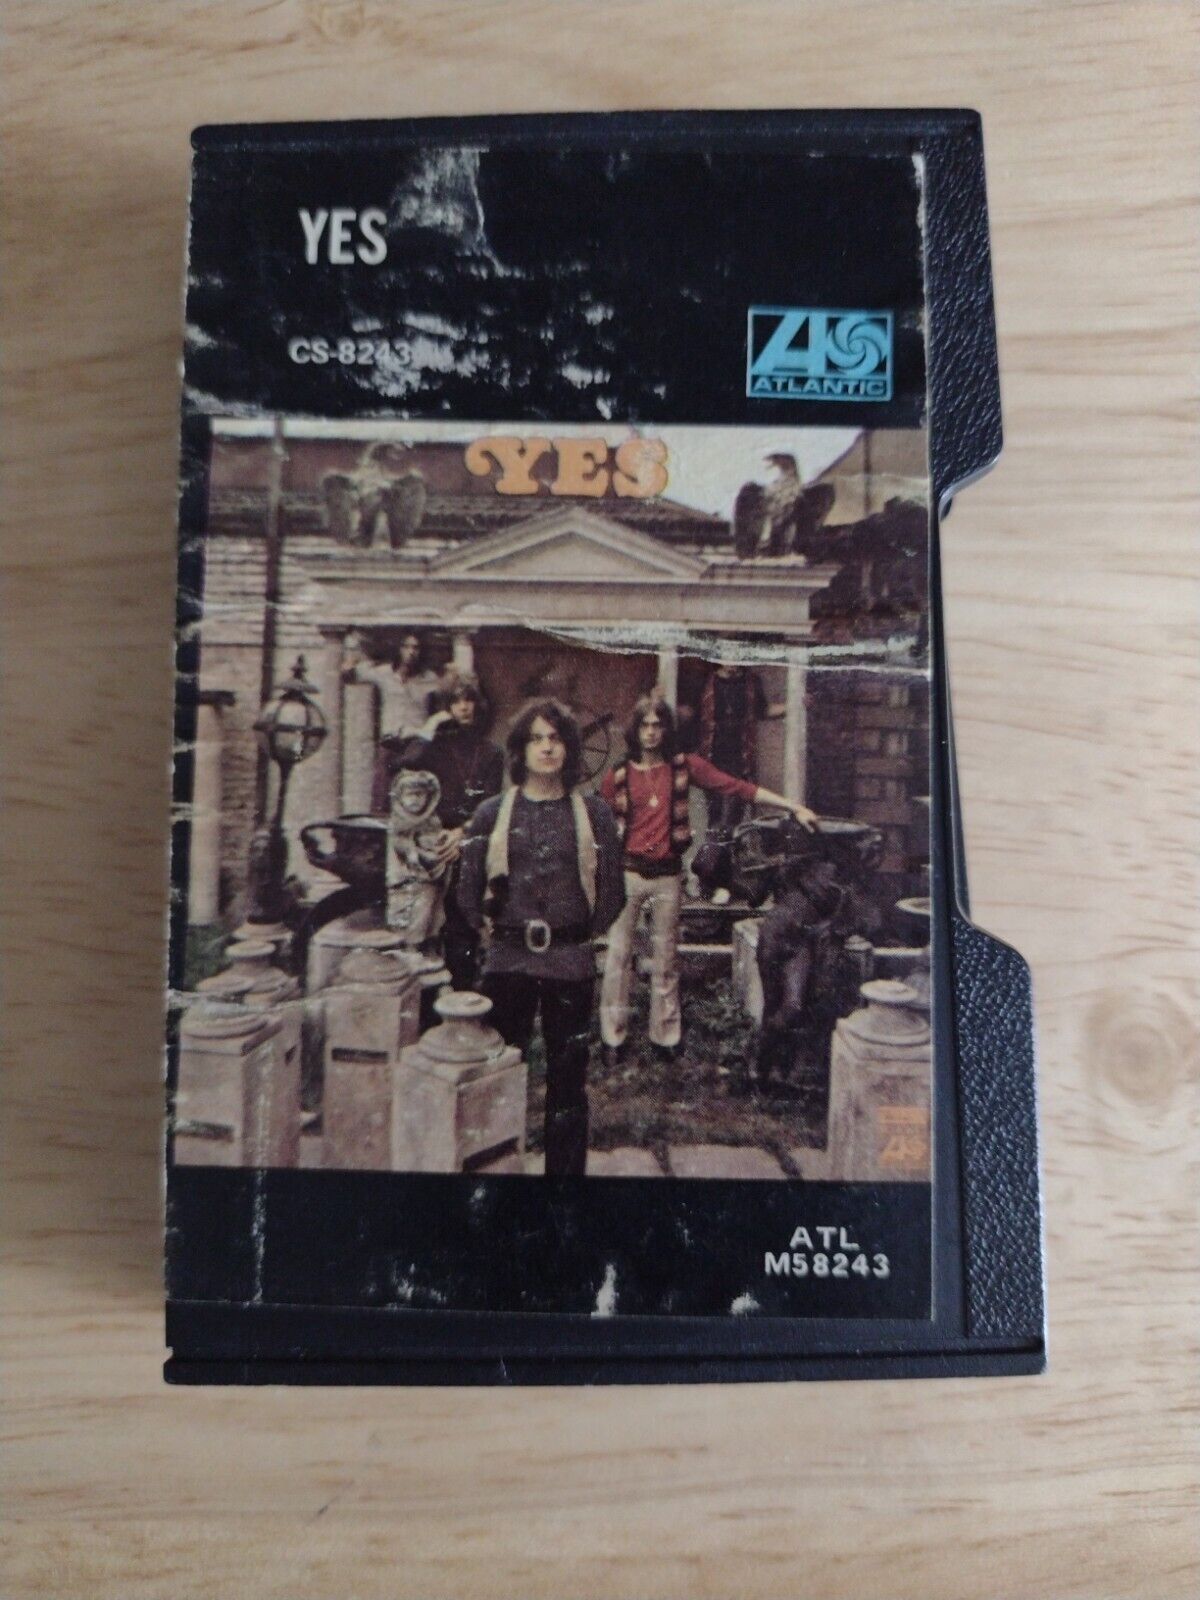 YES
CS-8243
ATLANTIC
YES
ATL
M58243